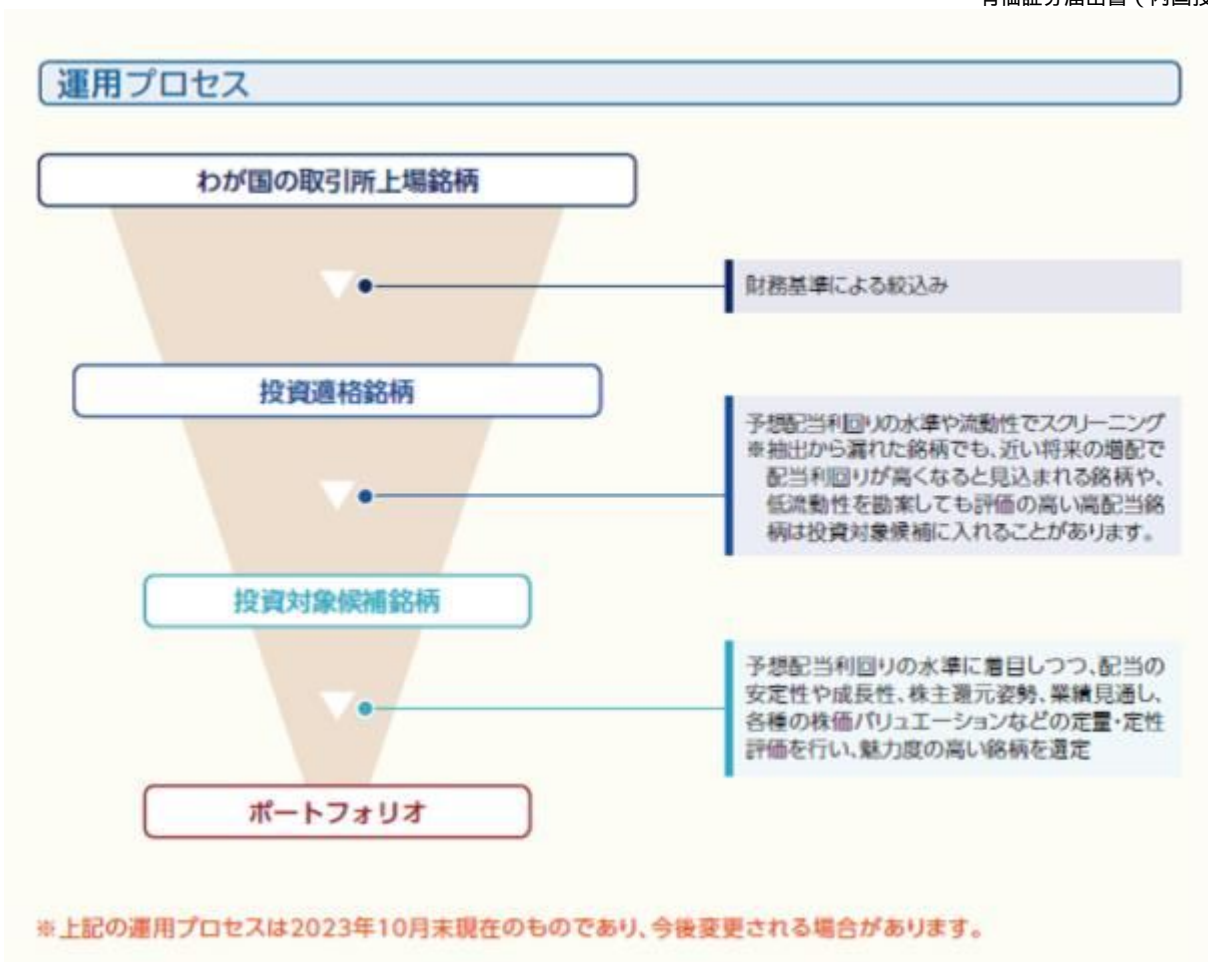 運用プロセス
わが国の取引所上場銘柄
財務基準による絞込み
投資適格銘柄
予想配当利回りの水準や流動性でスクリーニング
※抽出から漏れた銘柄でも、近い将来の増配で
配当利回りが高くなると見込まれる銘柄や、
低流動性を勘案しても評価の高い高配当銘
柄は投資対象候補に入れることがあります。
投資対象候補銘柄
予想配当利回りの水準に着目しつつ、配当の
安定性や成長性、株主還元姿勢、業績見通し、
各種の株価バリュエーションなどの定量・定性
評価を行い、魅力度の高い銘柄を選定
ポートフォリオ
※上記の運用プロセスは2023年10月末現在のものであり、今後変更される場合があります。